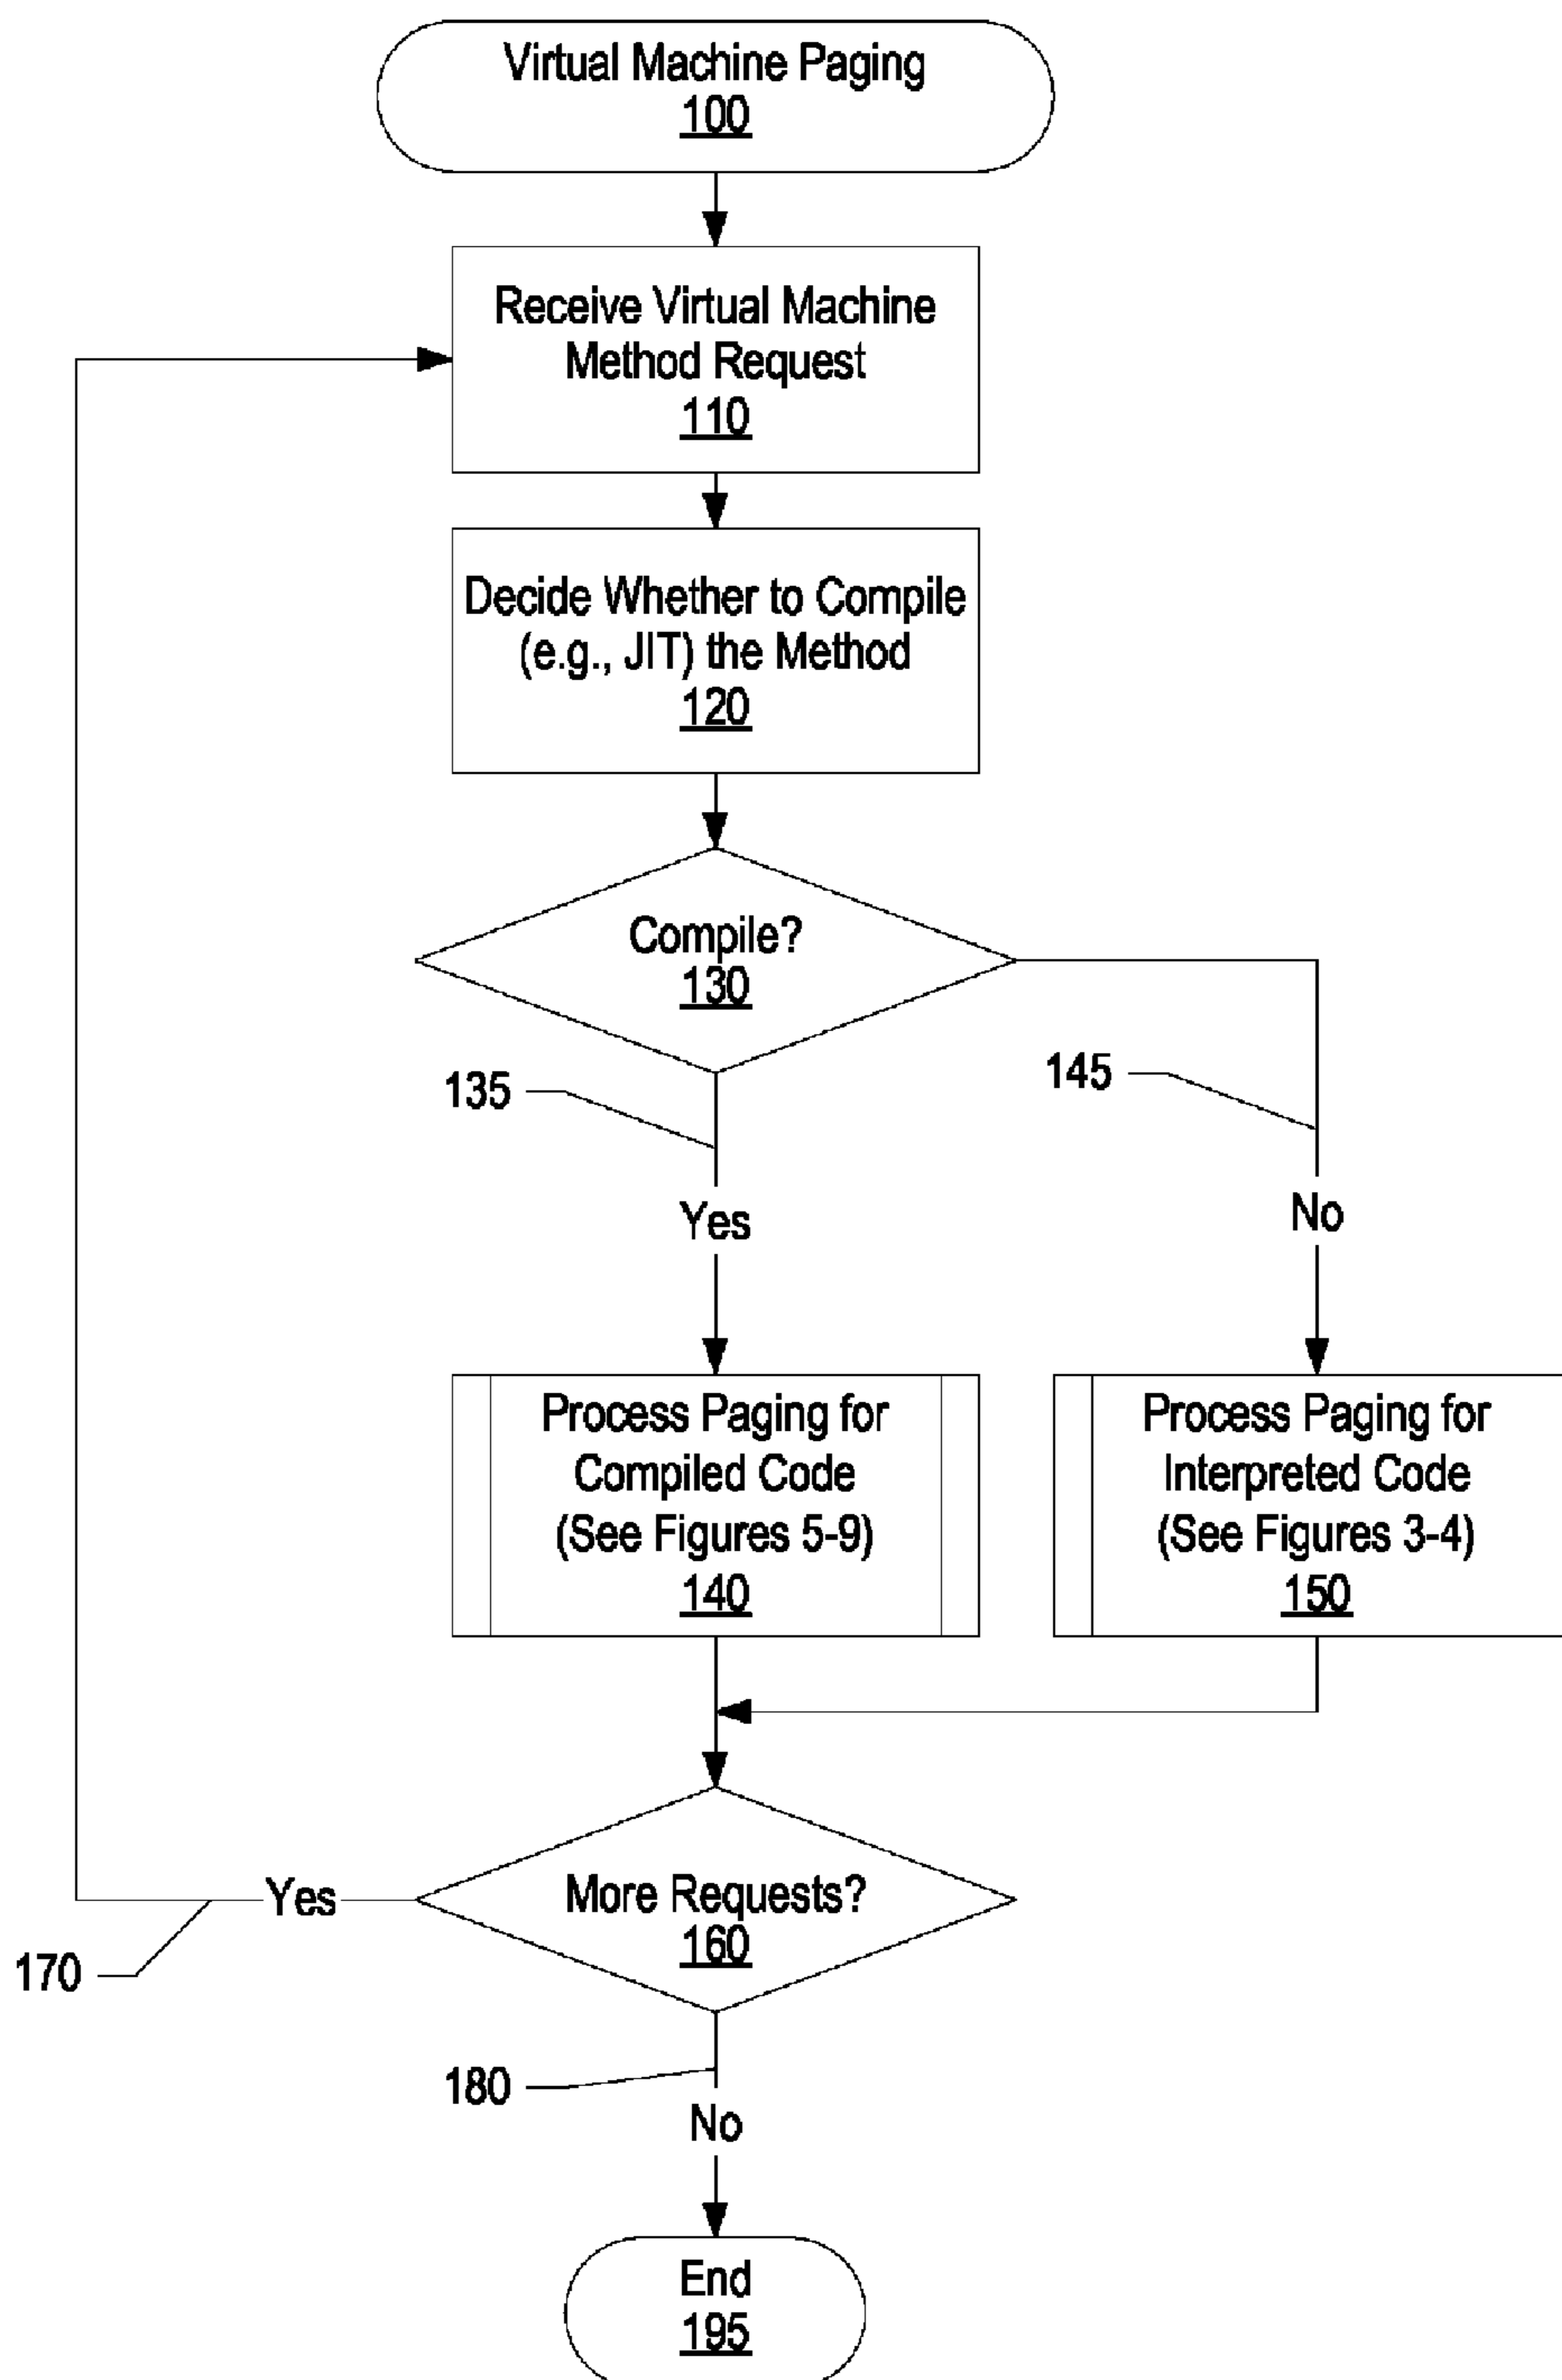 Virtual Machine Paging
100
Receive Virtual Machine
Method Request
110
Decide Whether to Compile
(e.g., JIT) the Method
120
Compile?
130
135
145
Yes
No
Process Paging for
Compiled Code
(See Figures 5-9)
140
Process Paging for
Interpreted Code
(See Figures 3-4)
150
More Requests?
160
Yes
170
180
No
End
195